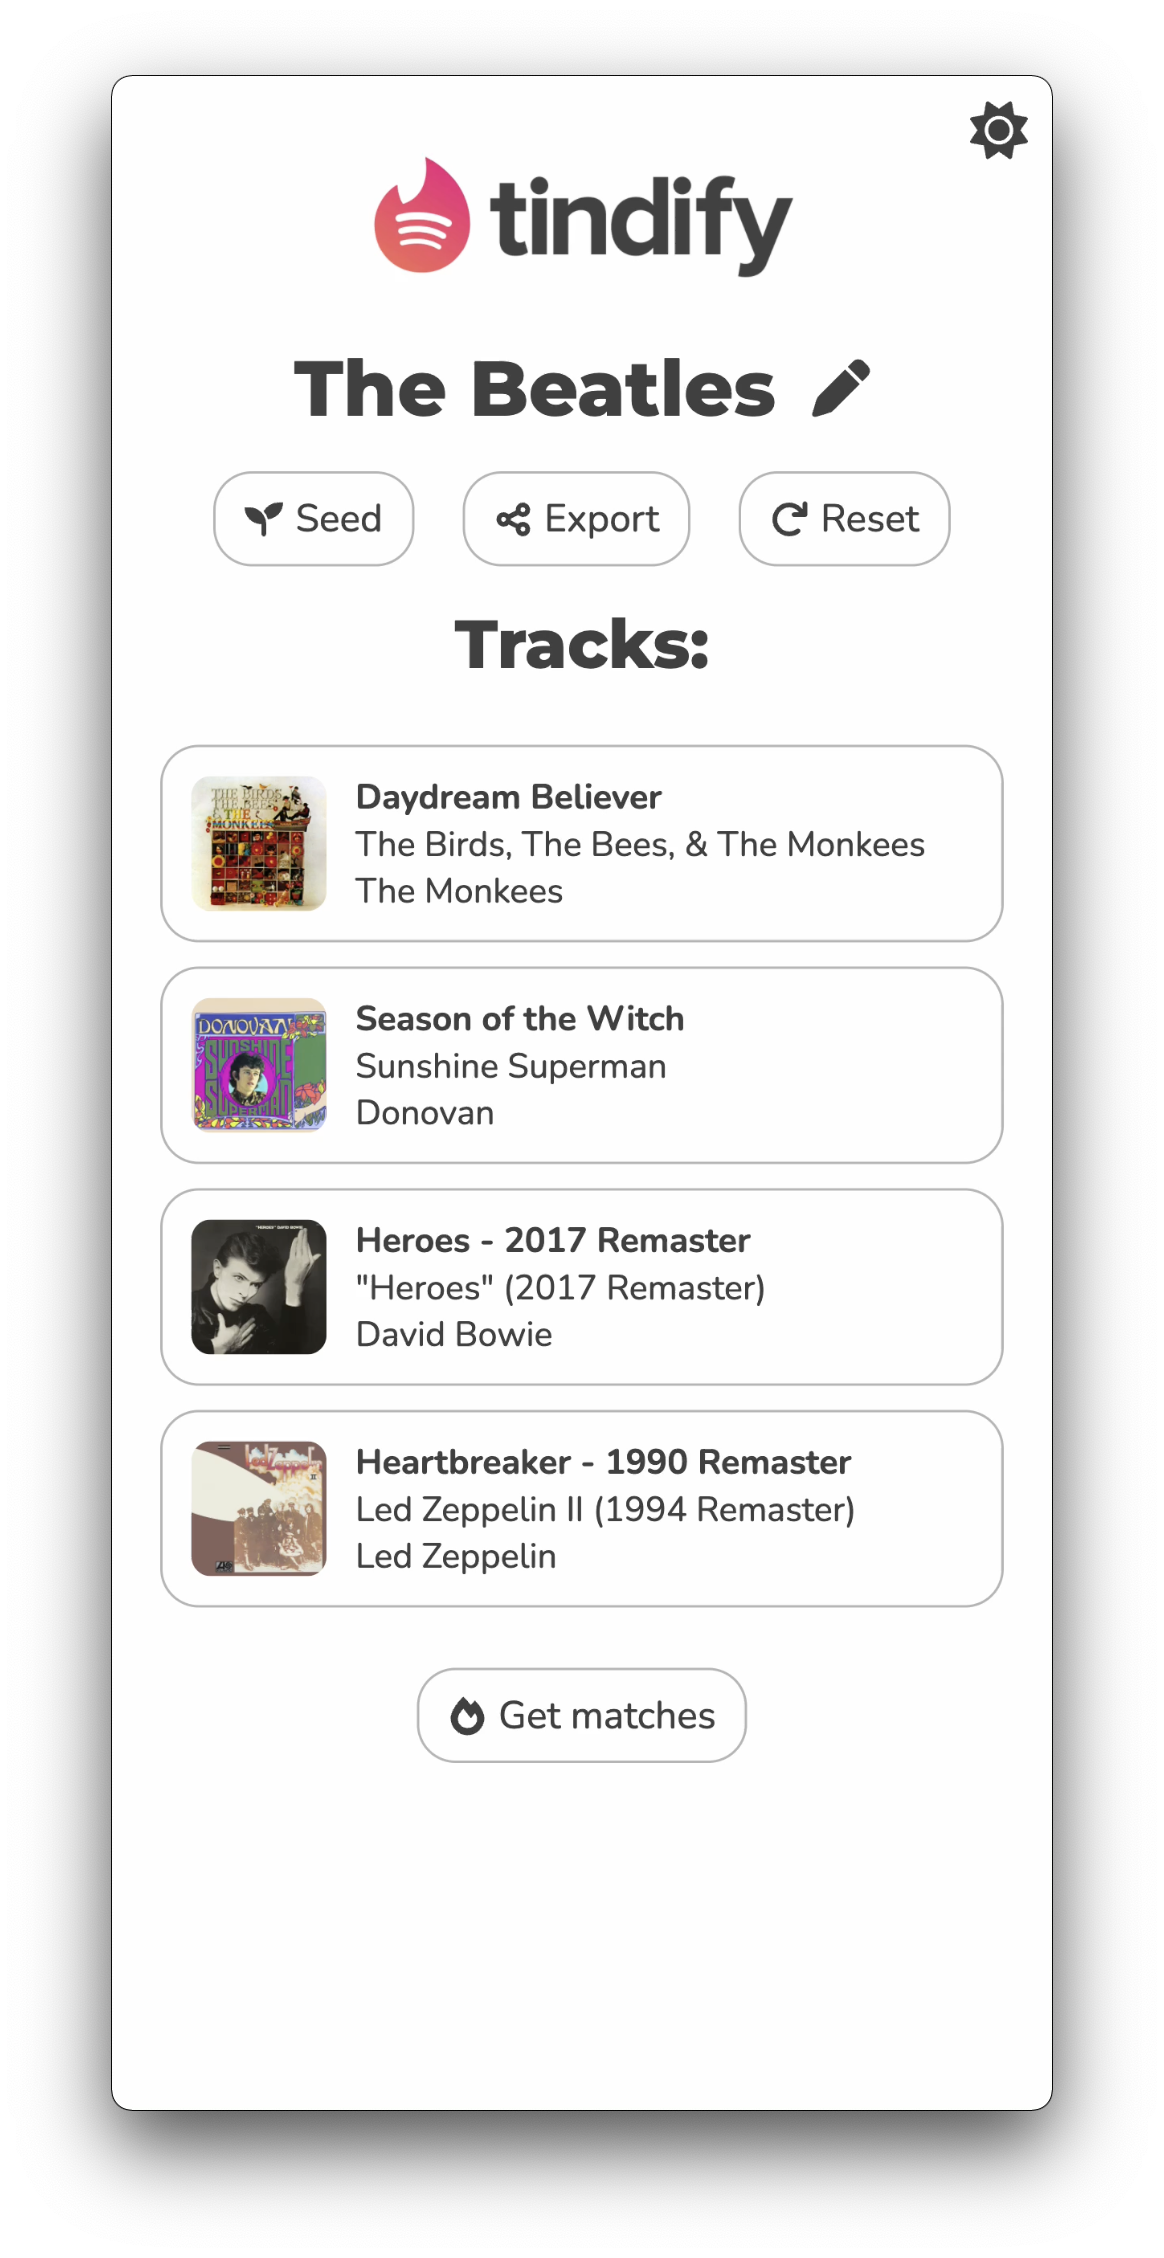 tindify
The Beatles
Seed
Export
Reset
Tracks:
THE BIRDS,
THE BEES
& THE
MONKEES
Daydream Believer
The Birds, The Bees, & The Monkees
The Monkees
DONOVAN
SUNSHINE
SUPERMAN
Season of the Witch
Sunshine Superman
Donovan
"HEROES" DAVID BOWIE
Heroes - 2017 Remaster
"Heroes" (2017 Remaster)
David Bowie
Led Zeppelin
II
Heartbreaker - 1990 Remaster
Led Zeppelin II (1994 Remaster)
Led Zeppelin
Get matches